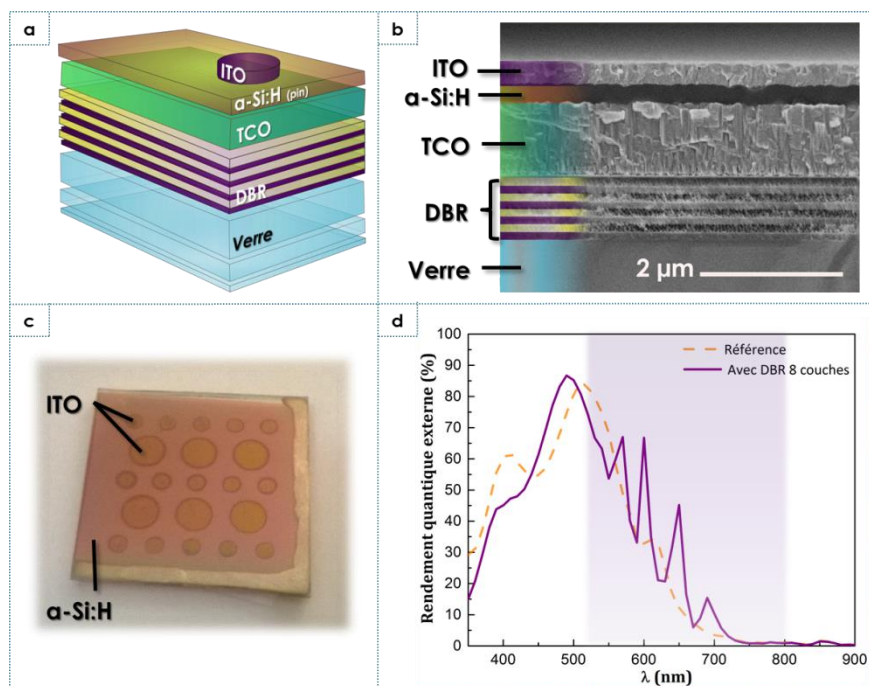 a
ITO
a-Si:H (pin)
TCO
DBR
Verre
b
ITO
a-Si:H
TCO
DBR
Verre
2 µm
c
ITO
a-Si:H
d
100
90
80
70
60
50
40
30
20
10
0
Rendement quantique externe (%)
Référence
Avec DBR 8 couches
400 500 600 700 800 900
λ (nm)